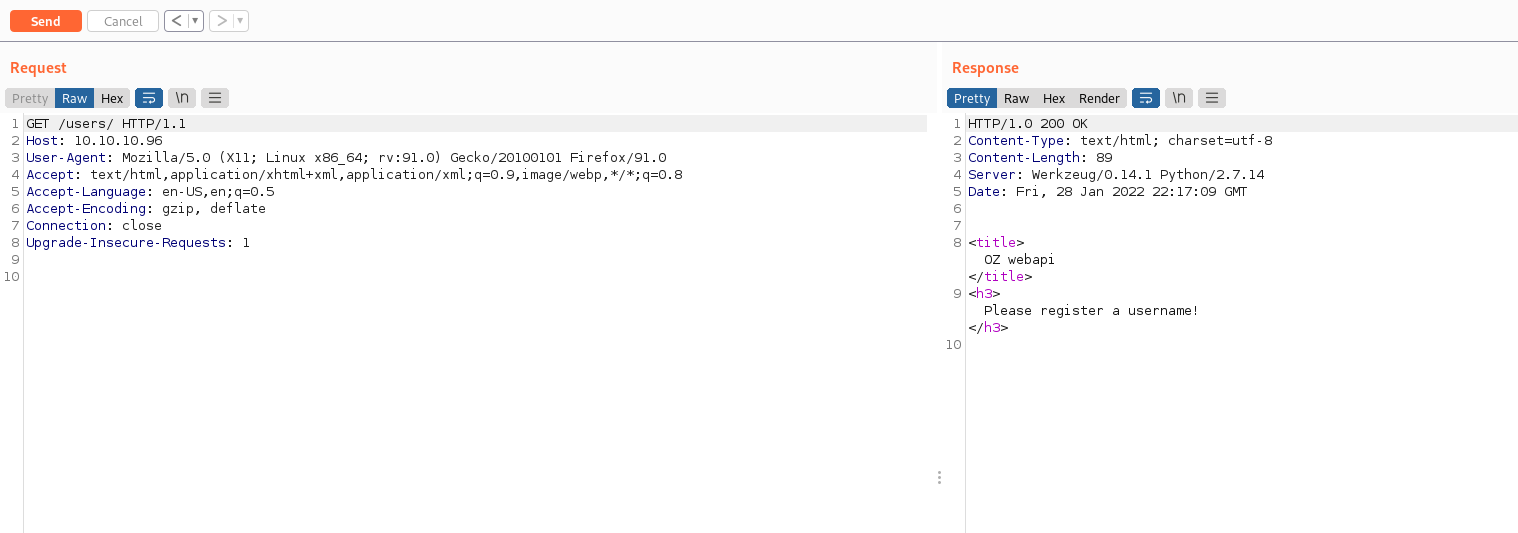 Send Cancel < ▼ > ▼
Request
Pretty Raw Hex \n
1 GET /users/ HTTP/1.1
2 Host: 10.10.10.96
3 User-Agent: Mozilla/5.0 (X11; Linux x86_64; rv:91.0) Gecko/20100101 Firefox/91.0
4 Accept: text/html,application/xhtml+xml,application/xml;q=0.9,image/webp,*/*;q=0.8
5 Accept-Language: en-US,en;q=0.5
6 Accept-Encoding: gzip, deflate
7 Connection: close
8 Upgrade-Insecure-Requests: 1
9
10
Response
Pretty Raw Hex Render \n
1 HTTP/1.0 200 OK
2 Content-Type: text/html; charset=utf-8
3 Content-Length: 89
4 Server: Werkzeug/0.14.1 Python/2.7.14
5 Date: Fri, 28 Jan 2022 22:17:09 GMT
6
7
8 <title>
OZ webapi
</title>
9 <h3>
Please register a username!
</h3>
10